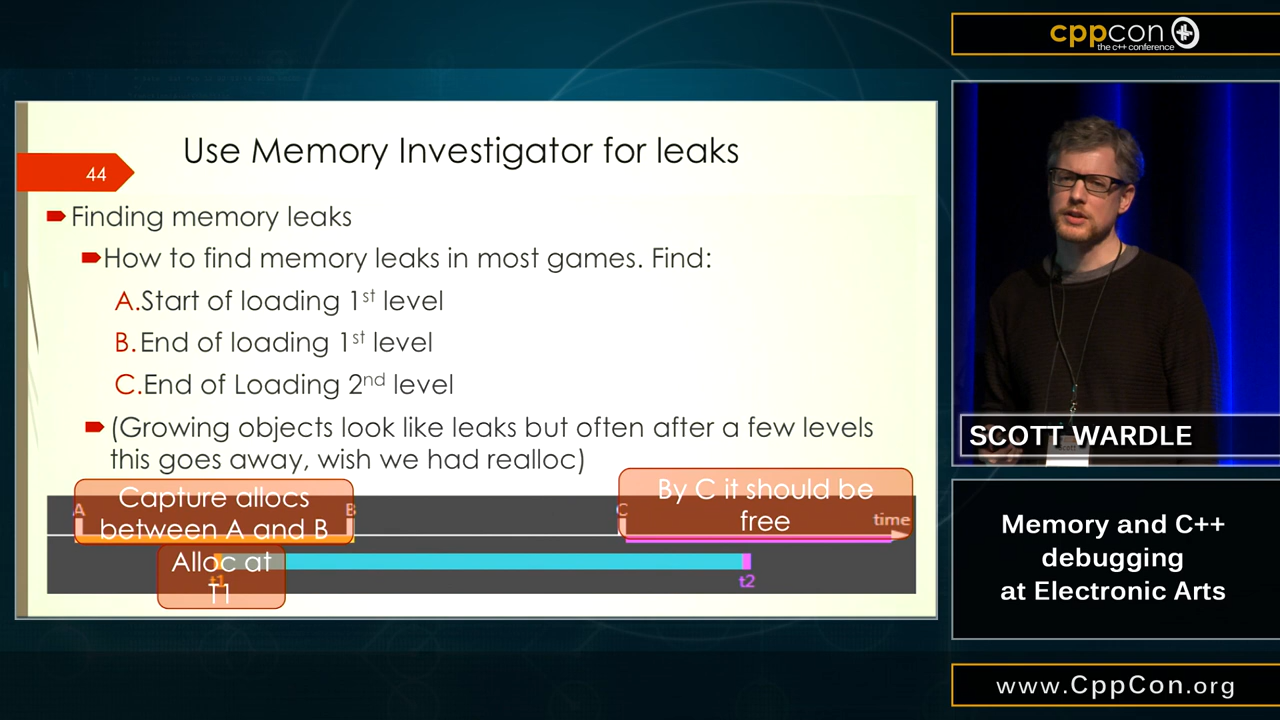 cppcon
the c++ conference
Use Memory Investigator for leaks
44
Finding memory leaks
How to find memory leaks in most games. Find:
A. Start of loading 1st level
B. End of loading 1st level
C. End of Loading 2nd level
(Growing objects look like leaks but often after a few levels
this goes away, wish we had realloc)
A
Capture allocs
between A and B
B
C
By C it should be
free
time
Alloc at
T1
t1
t2
SCOTT WARDLE
Memory and C++
debugging
at Electronic Arts
www.CppCon.org